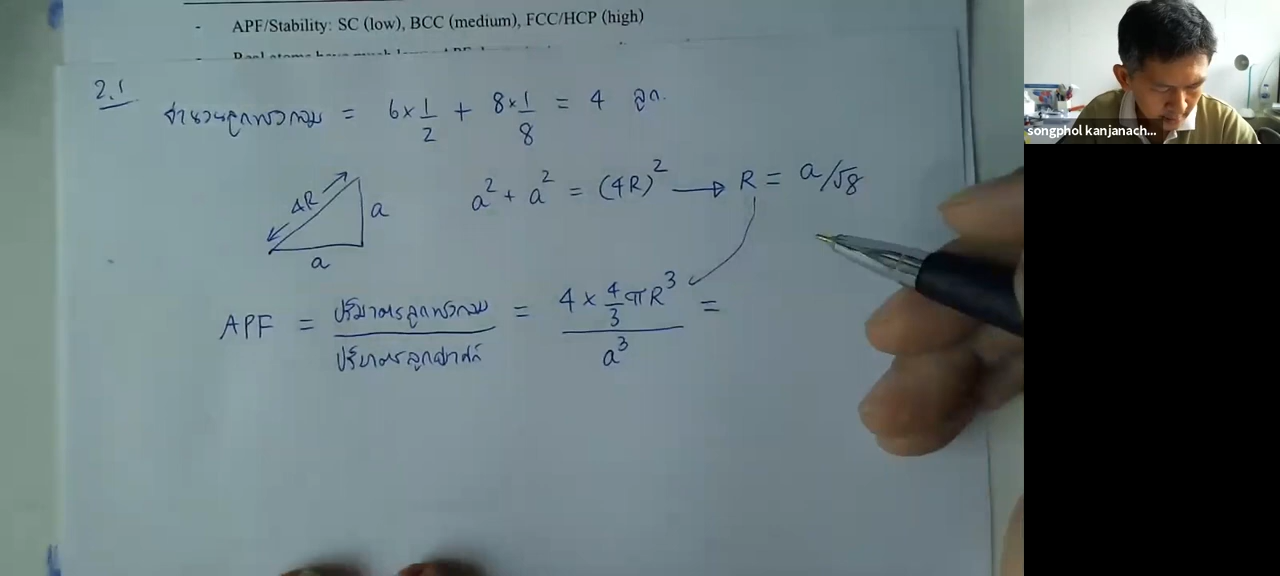 - APF/Stability: SC (low), BCC (medium), FCC/HCP (high)
2.1
จำนวนลูกทรงกลม = 6×1/2 + 8×1/8 = 4 ลูก.
4R a a
a² + a² = (4R)² → R = a/√8
APF = ปริมาตรลูกทรงกลม/ปริมาตรลูกบาศก์ = 4 × 4/3 πR³ / a³ =
songphol kanjanach...